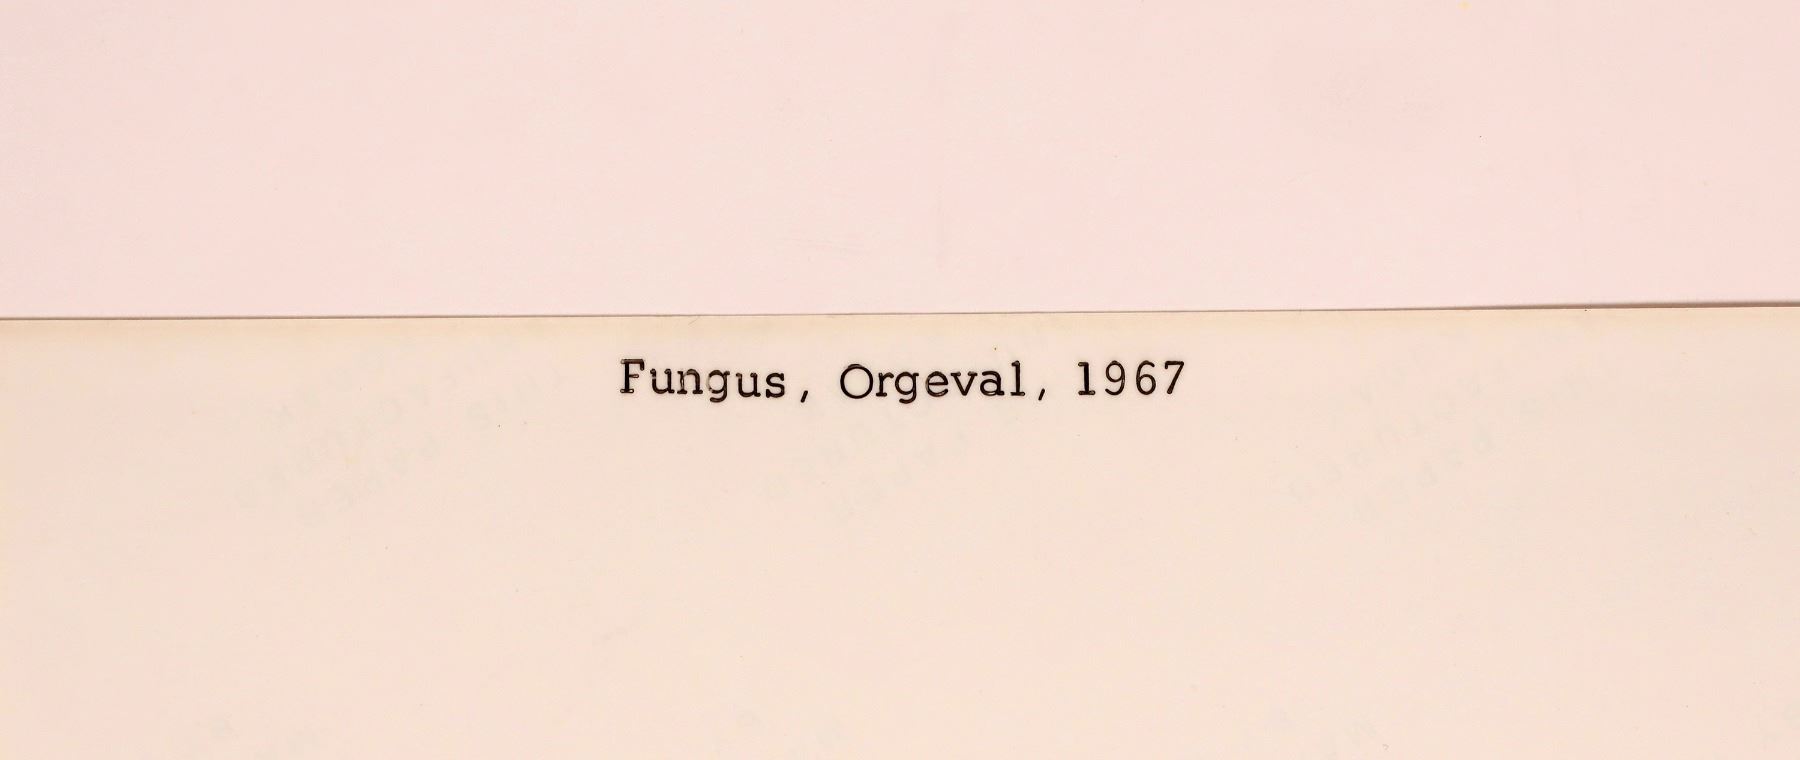 Fungus, Orgeval, 1967